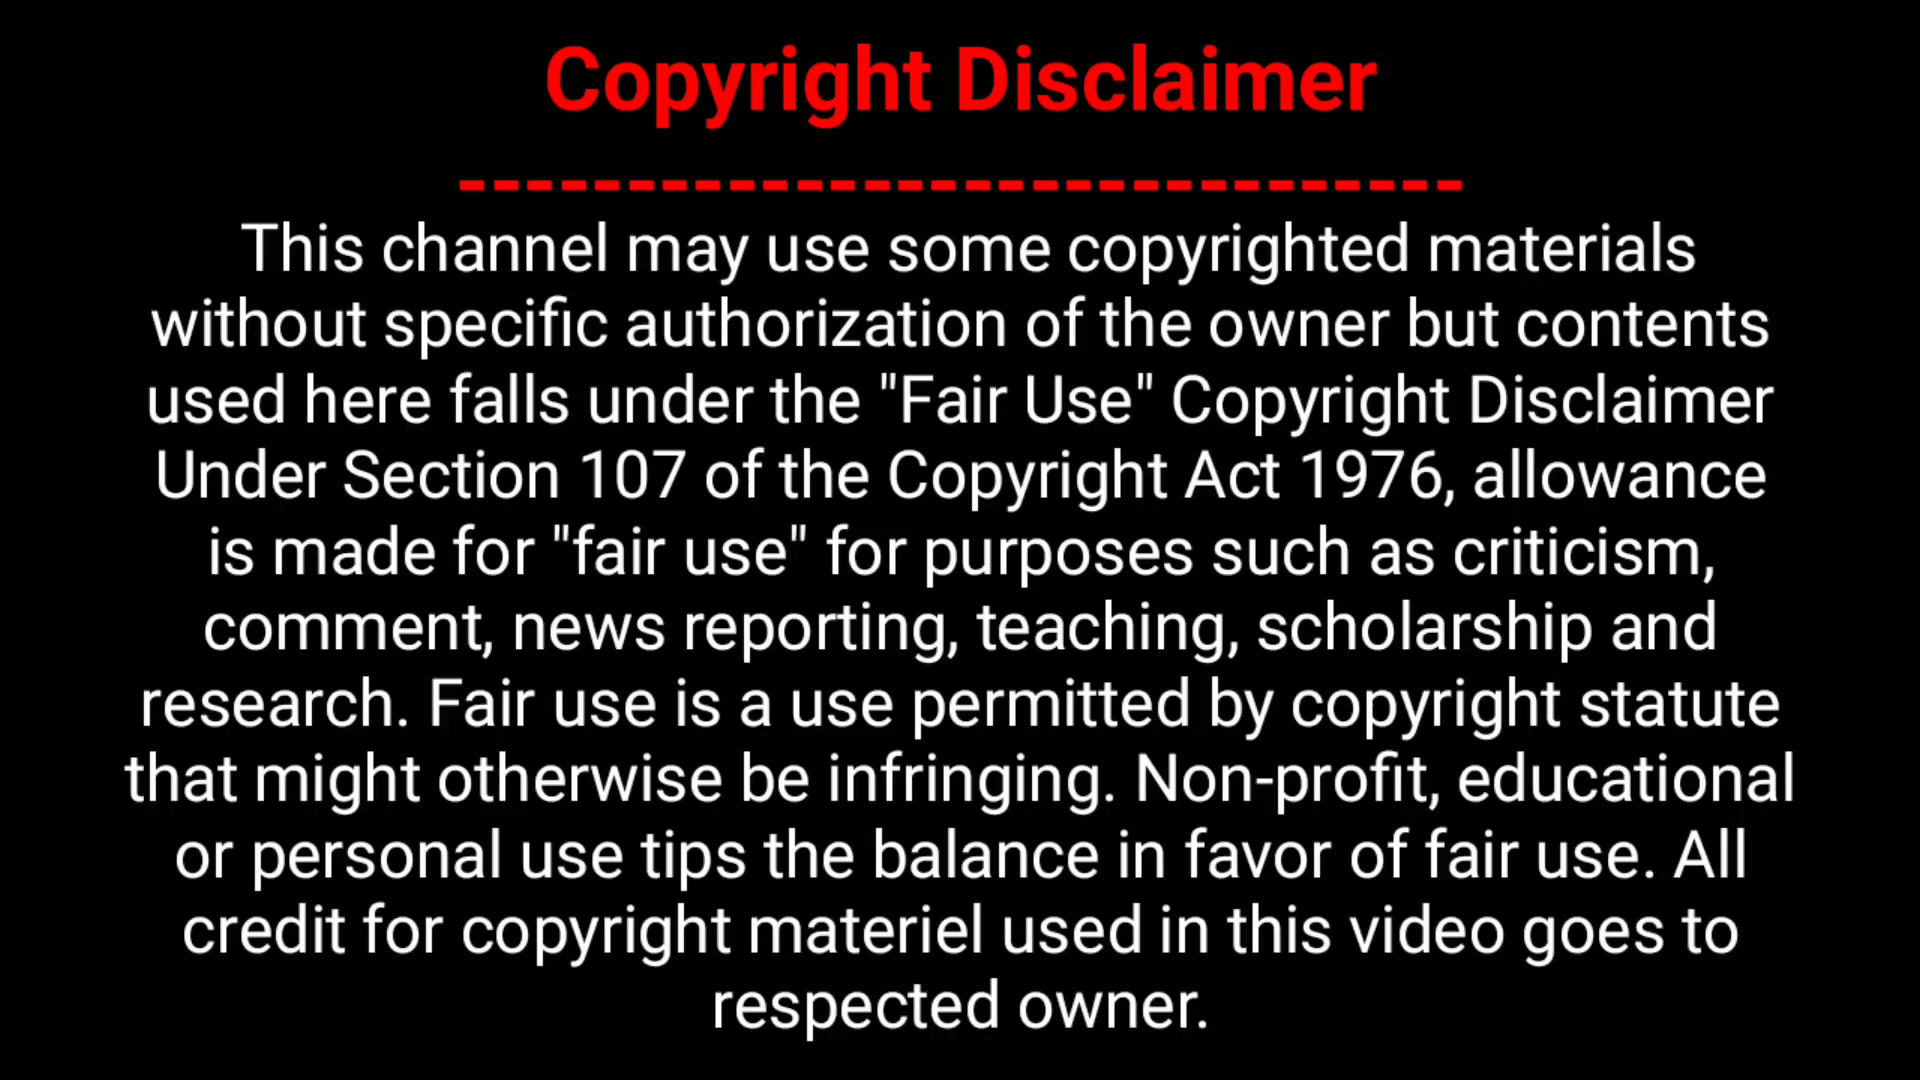 Copyright Disclaimer
------------------------------
This channel may use some copyrighted materials
without specific authorization of the owner but contents
used here falls under the "Fair Use" Copyright Disclaimer
Under Section 107 of the Copyright Act 1976, allowance
is made for "fair use" for purposes such as criticism,
comment, news reporting, teaching, scholarship and
research. Fair use is a use permitted by copyright statute
that might otherwise be infringing. Non-profit, educational
or personal use tips the balance in favor of fair use. All
credit for copyright materiel used in this video goes to
respected owner.